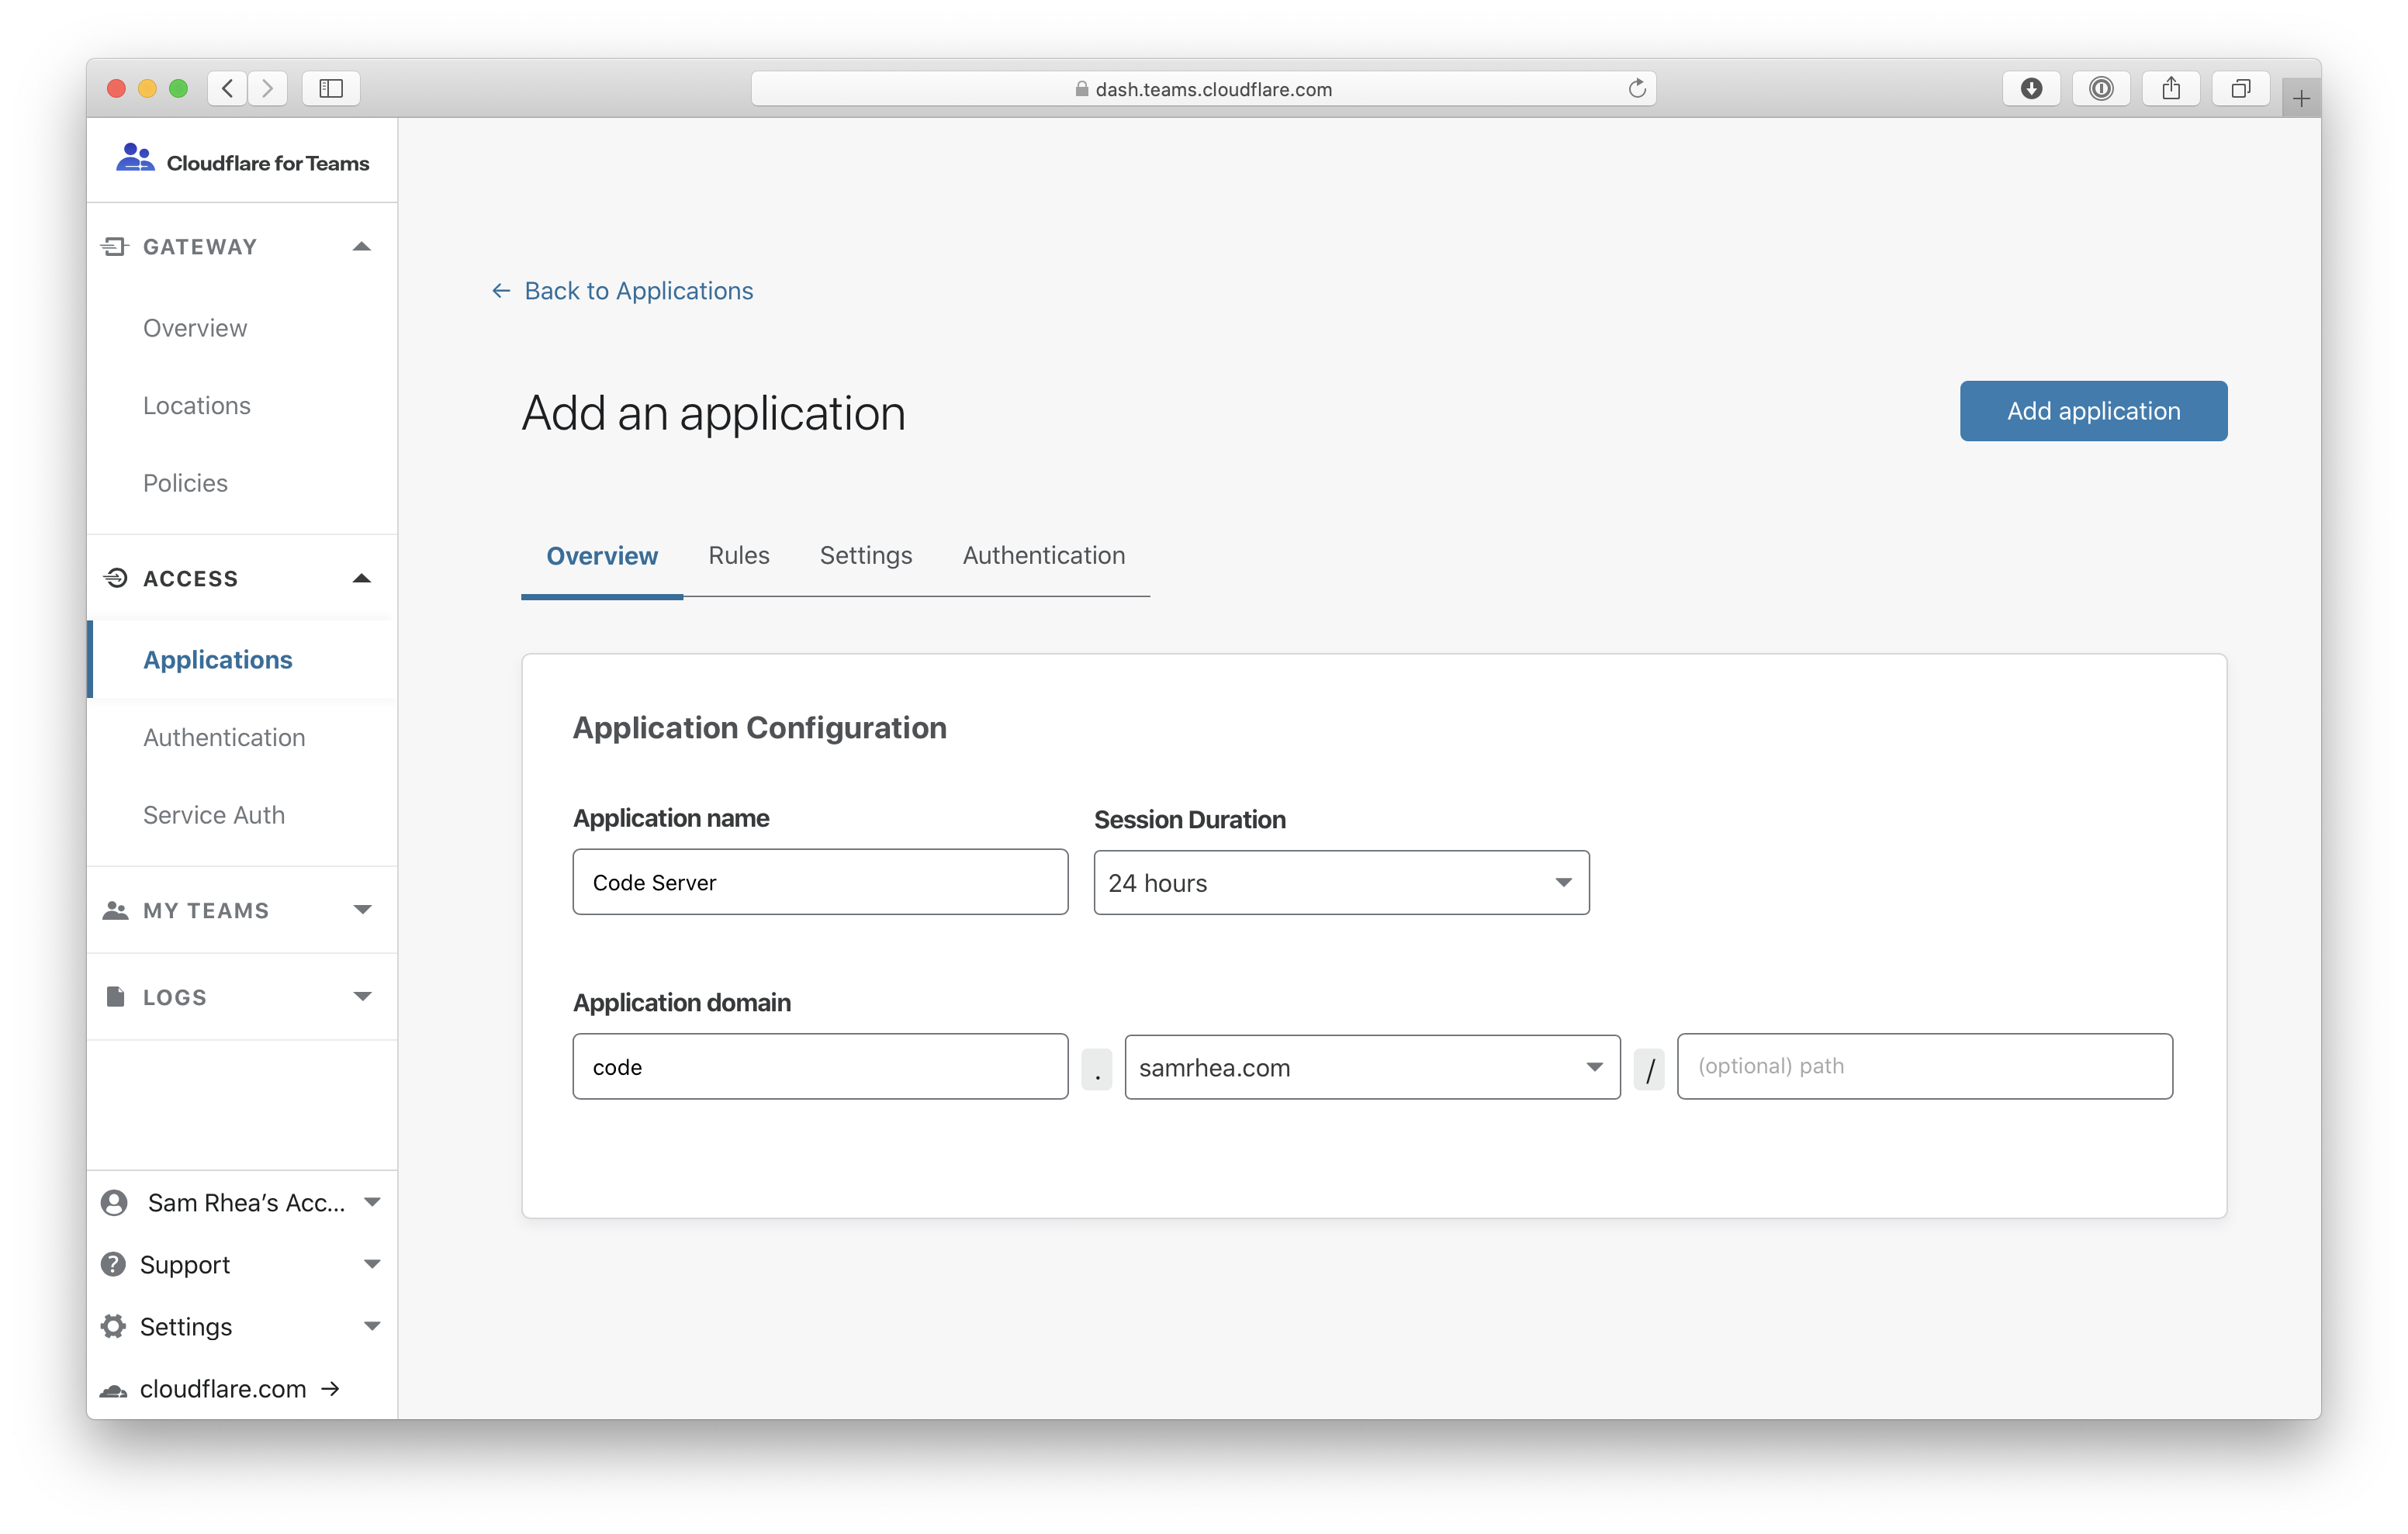 dash.teams.cloudflare.com
Cloudflare for Teams
GATEWAY
Overview
Locations
Policies
ACCESS
Applications
Authentication
Service Auth
MY TEAMS
LOGS
Sam Rhea’s Acc...
Support
Settings
cloudflare.com →
← Back to Applications
Add an application
Add application
Overview Rules Settings Authentication
Application Configuration
Application name Session Duration
Code Server 24 hours
Application domain
code . samrhea.com / (optional) path